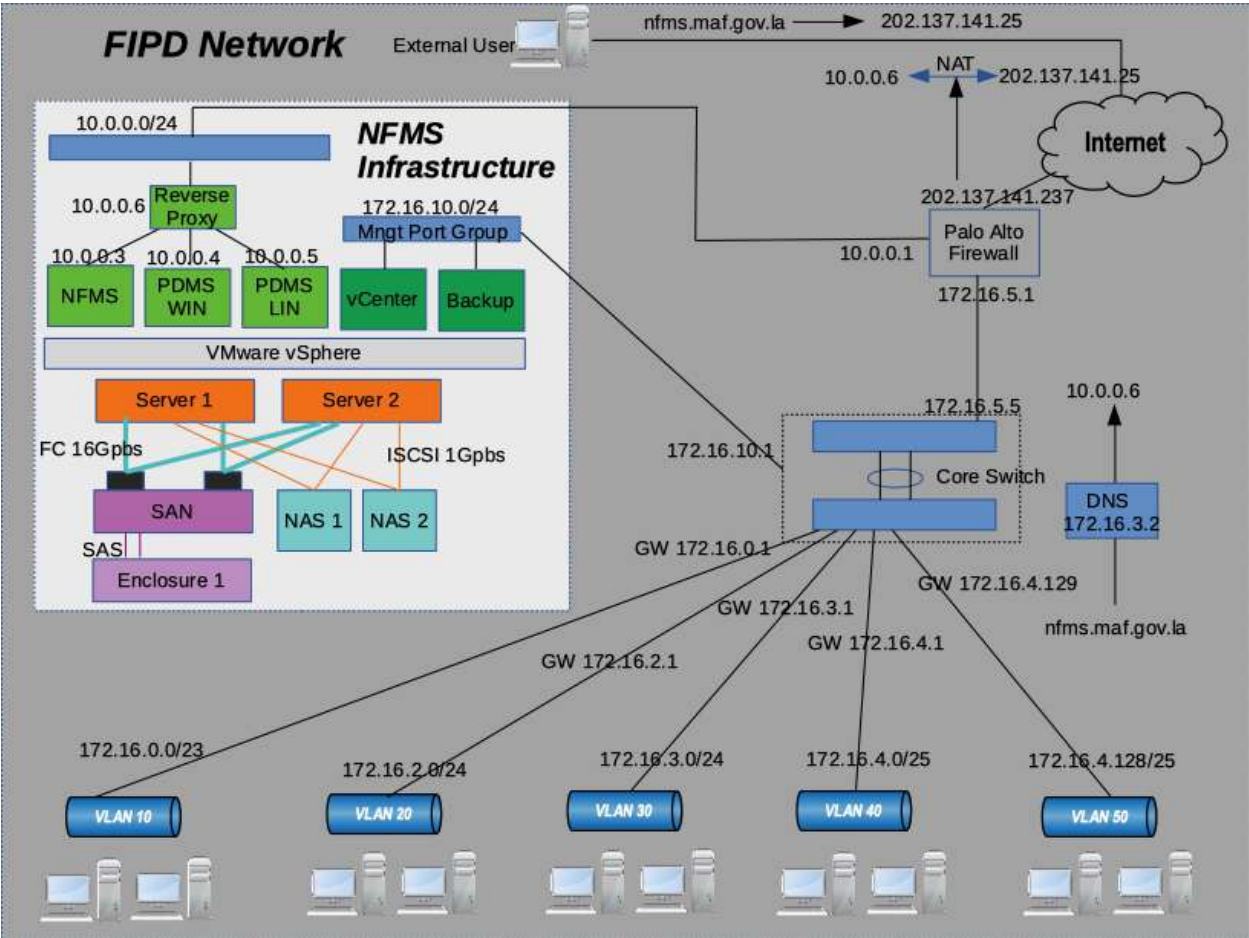 FIPD Network
External User
nfms.maf.gov.la
202.137.141.25
NAT
10.0.0.6
202.137.141.25
Internet
202.137.141.237
Palo Alto
Firewall
10.0.0.1
172.16.5.1
NFMS
Infrastructure
10.0.0.0/24
10.0.0.6
Reverse
Proxy
172.16.10.0/24
Mngt Port Group
10.0.0.3
10.0.0.4
10.0.0.5
NFMS
PDMS
WIN
PDMS
LIN
vCenter
Backup
VMware vSphere
Server 1
Server 2
FC 16Gpbs
ISCSI 1Gpbs
SAN
NAS 1
NAS 2
SAS
Enclosure 1
172.16.5.5
172.16.10.1
Core Switch
10.0.0.6
DNS
172.16.3.2
nfms.maf.gov.la
GW 172.16.0.1
GW 172.16.2.1
GW 172.16.3.1
GW 172.16.4.1
GW 172.16.4.129
172.16.0.0/23
172.16.2.0/24
172.16.3.0/24
172.16.4.0/25
172.16.4.128/25
VLAN 10
VLAN 20
VLAN 30
VLAN 40
VLAN 50